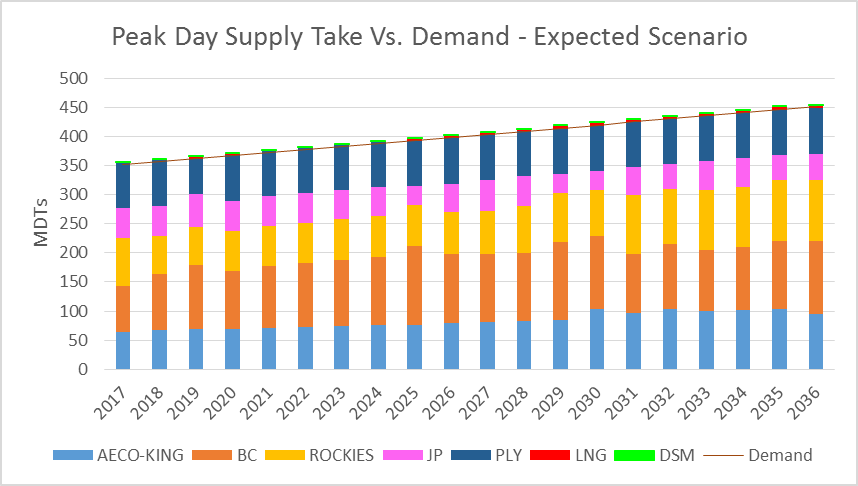 Peak Day Supply Take Vs. Demand - Expected Scenario
500
450
400
350
300
250
200
150
100
50
0
MDTs
2017 2018 2019 2020 2021 2022 2023 2024 2025 2026 2027 2028 2029 2030 2031 2032 2033 2034 2035 2036
AECO-KING BC ROCKIES JP PLY LNG DSM Demand